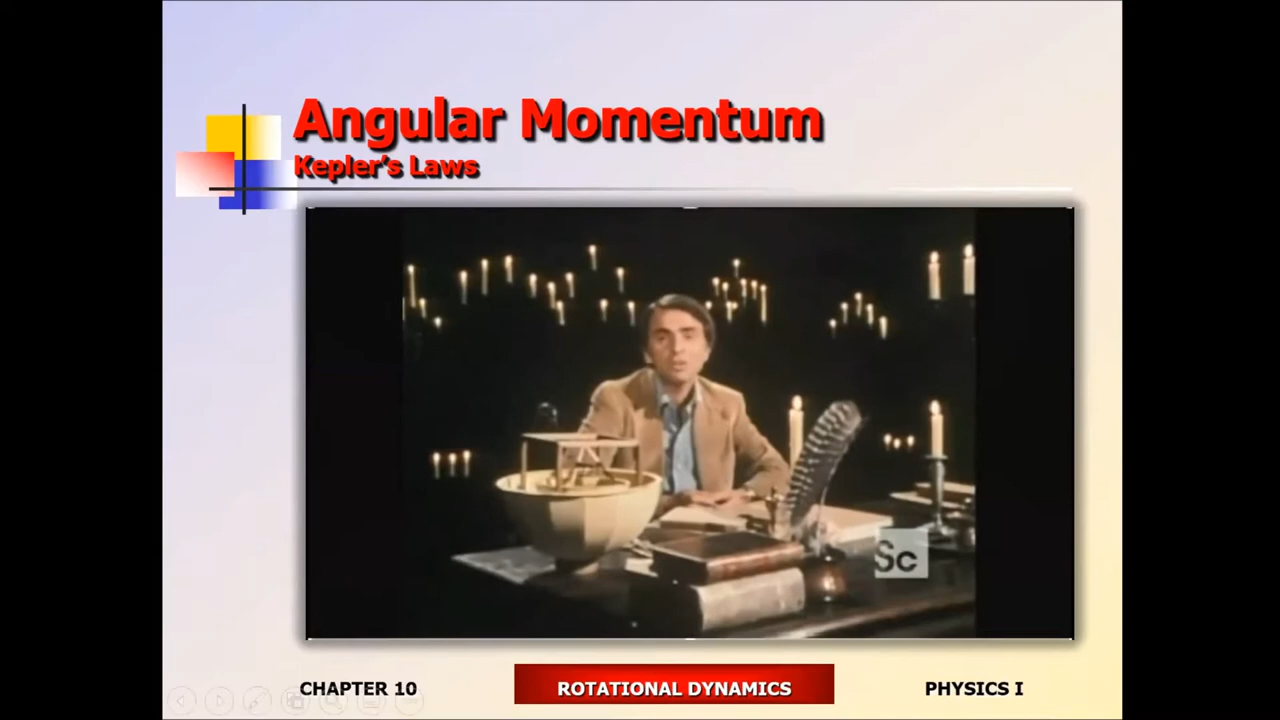 Angular Momentum
Kepler's Laws
Sc
CHAPTER 10
ROTATIONAL DYNAMICS
PHYSICS I